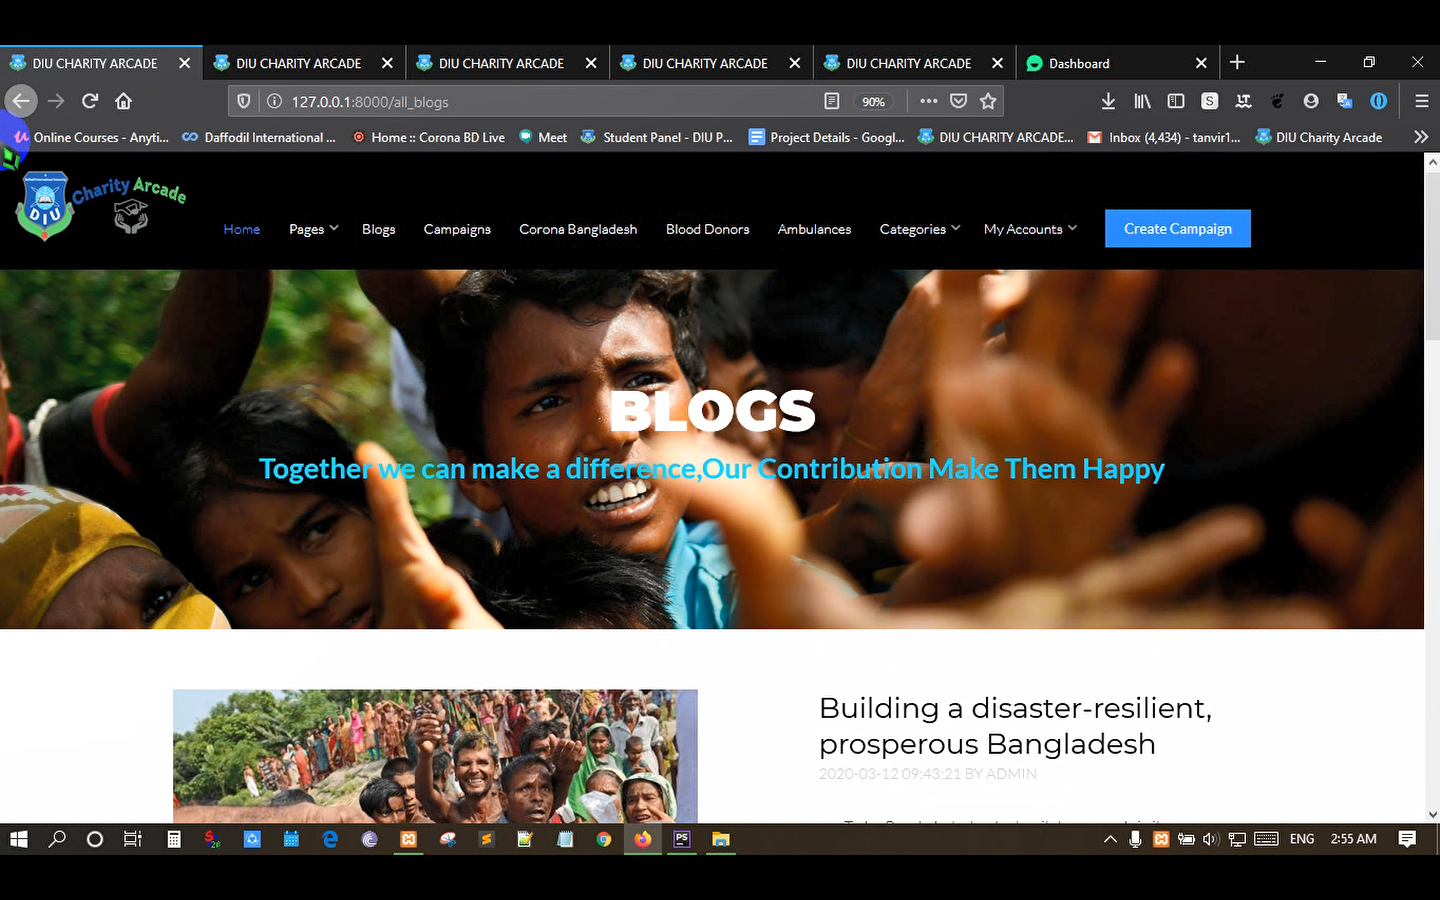 DIU CHARITY ARCADE
DIU CHARITY ARCADE
DIU CHARITY ARCADE
DIU CHARITY ARCADE
DIU CHARITY ARCADE
Dashboard
127.0.0.1:8000/all_blogs
90%
Online Courses - Anyti...
Daffodil International ...
Home :: Corona BD Live
Meet
Student Panel - DIU P...
Project Details - Googl...
DIU CHARITY ARCADE...
Inbox (4,434) - tanvir1...
DIU Charity Arcade
DIU
Charity Arcade
Home
Pages
Blogs
Campaigns
Corona Bangladesh
Blood Donors
Ambulances
Categories
My Accounts
Create Campaign
BLOGS
Together we can make a difference,Our Contribution Make Them Happy
Building a disaster-resilient,
prosperous Bangladesh
2020-03-12 09:43:21 BY ADMIN
ENG
2:55 AM